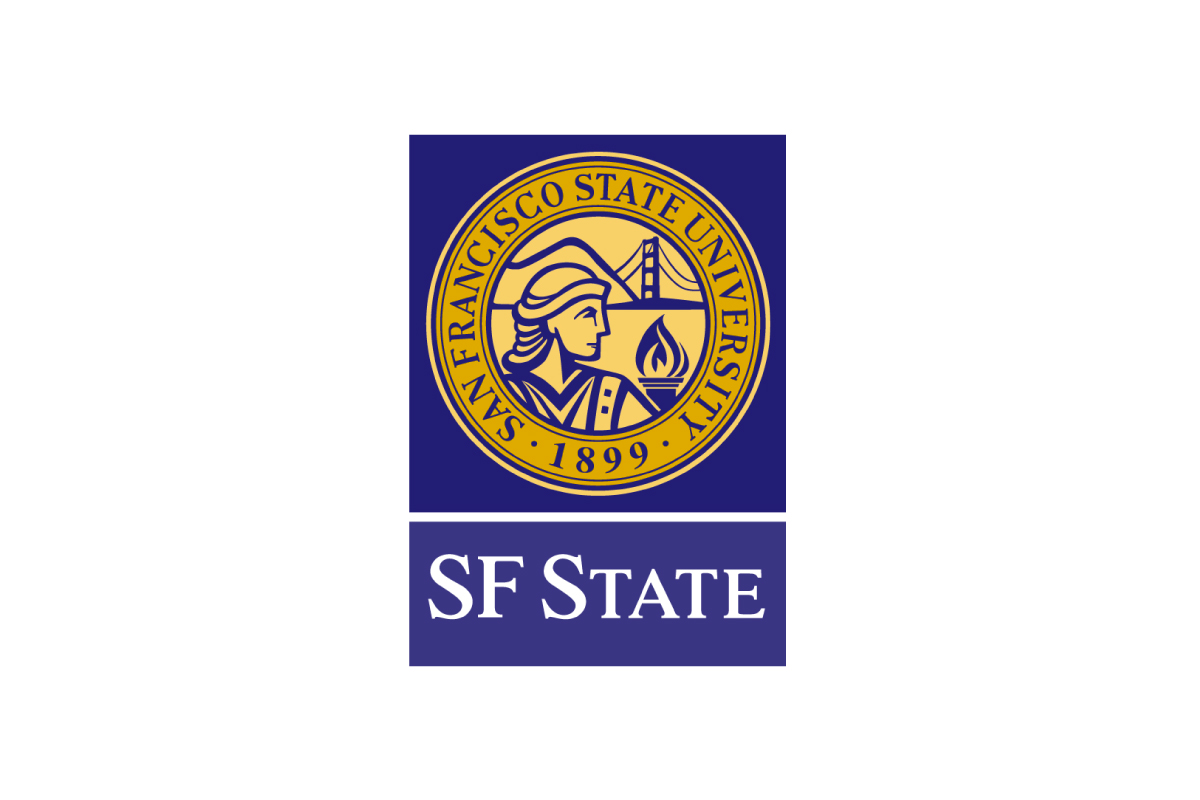 SAN FRANCISCO STATE UNIVERSITY
· 1899 ·
SF STATE